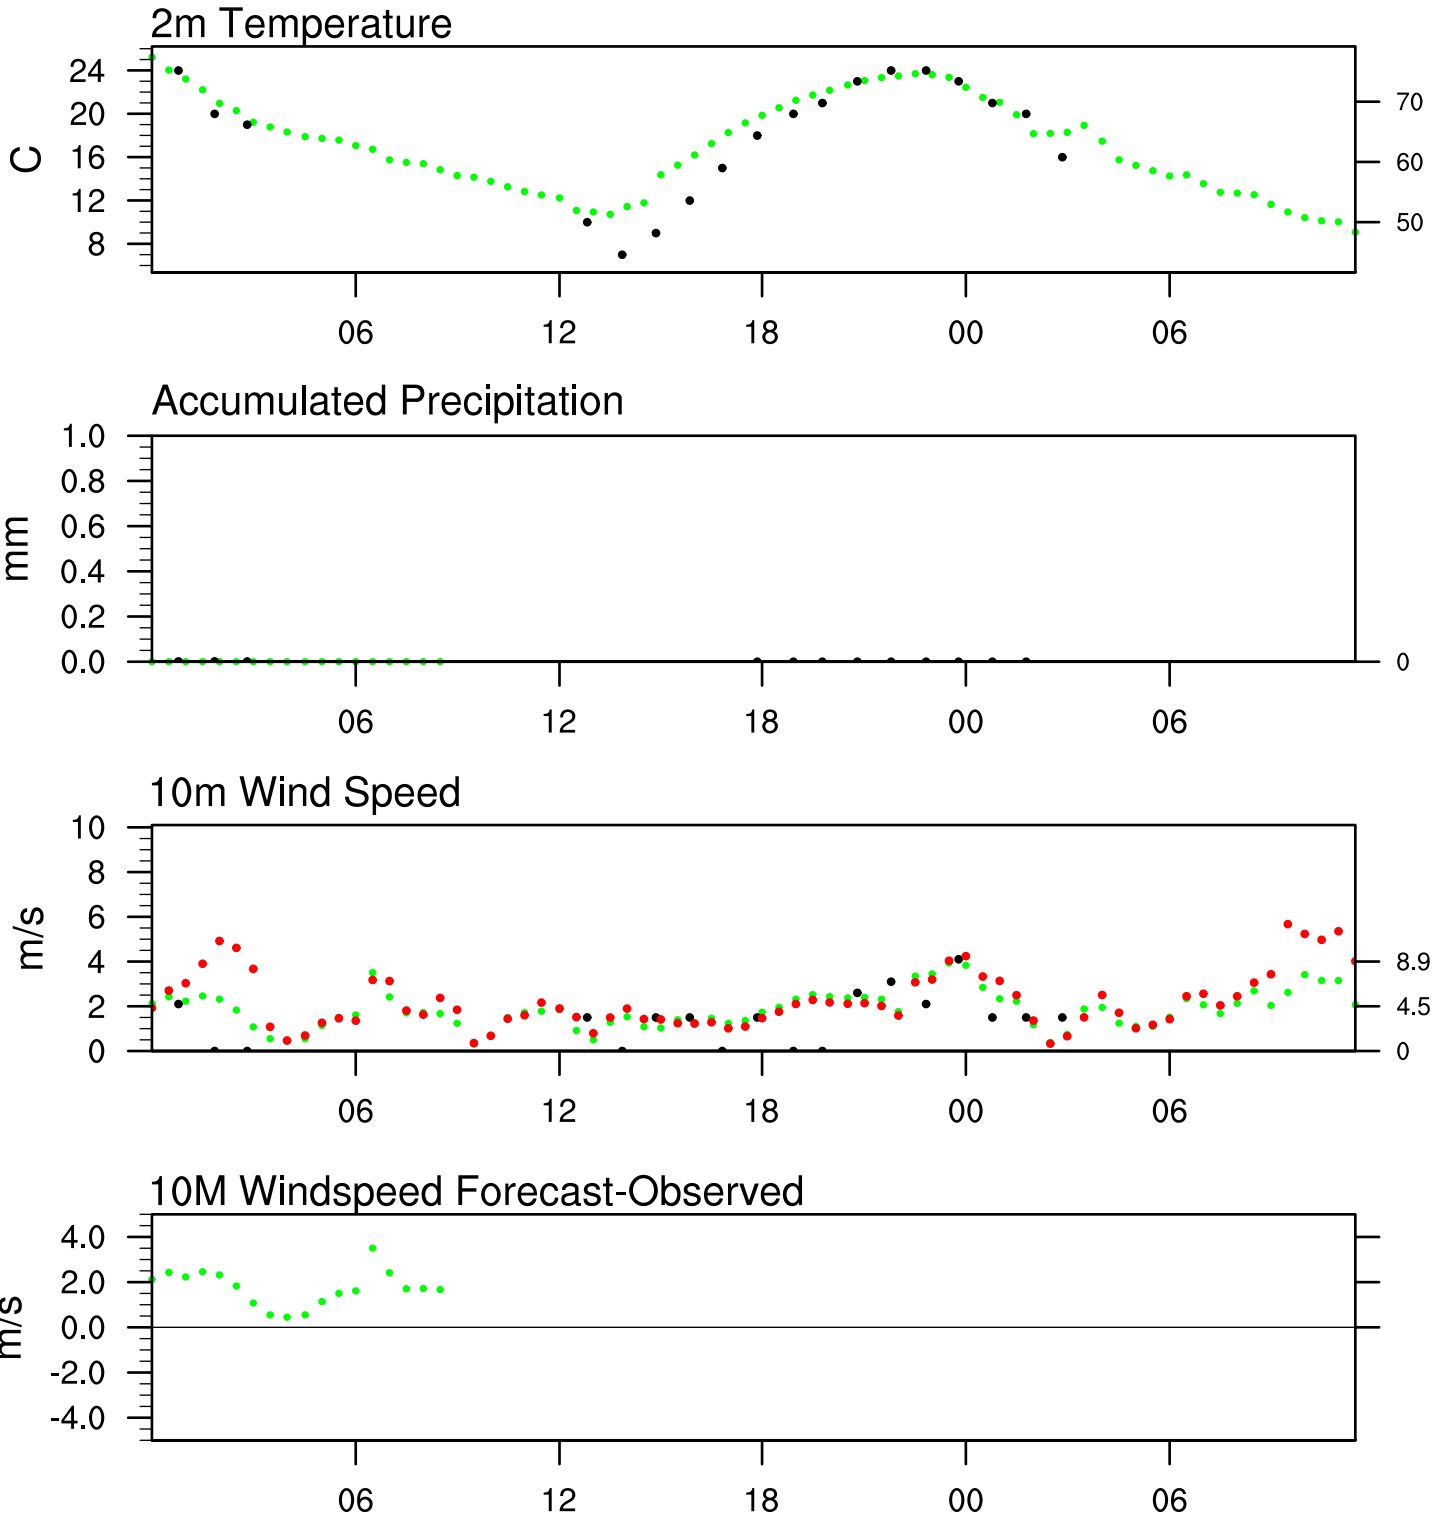 2m Temperature
24
20
16
12
8
C
70
60
50
06 12 18 00 06
Accumulated Precipitation
1.0
0.8
0.6
0.4
0.2
0.0
mm
0
06 12 18 00 06
10m Wind Speed
10
8
6
4
2
0
m/s
8.9
4.5
0
06 12 18 00 06
10M Windspeed Forecast-Observed
4.0
2.0
0.0
-2.0
-4.0
m/s
06 12 18 00 06